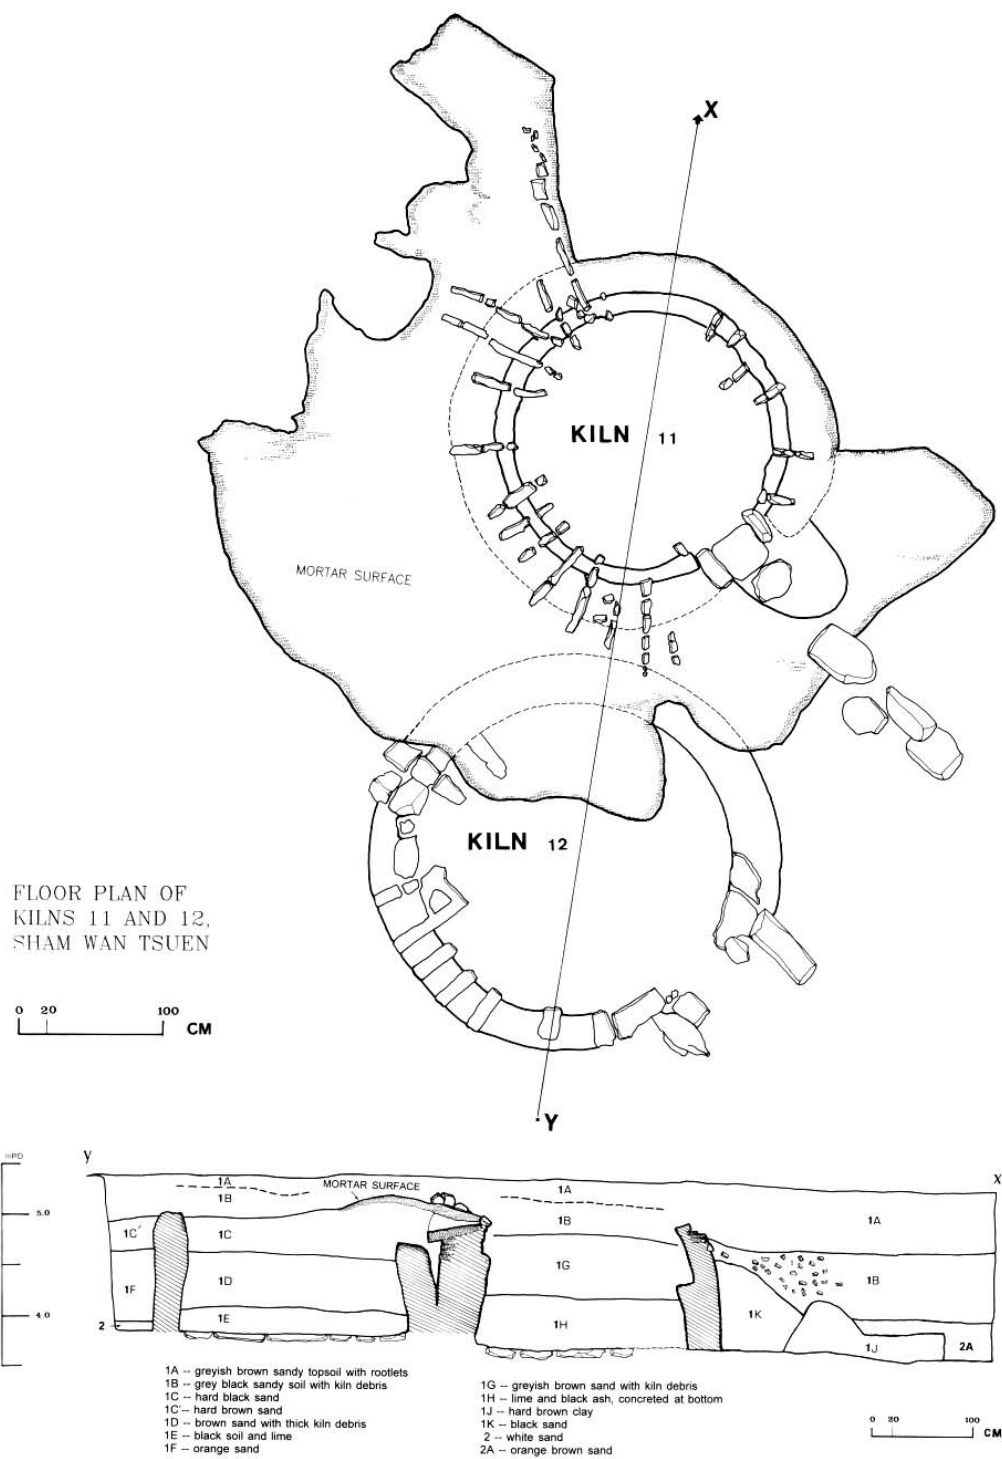 X
KILN 11
MORTAR SURFACE
KILN 12
FLOOR PLAN OF
KILNS 11 AND 12,
SHAM WAN TSUEN
0 20 100
CM
Y
mPD
y
x
1A
MORTAR SURFACE
1A
1B
5.0
1B
1A
1C'
1C
1G
1D
1B
1F
4.0
1E
1H
1K
2
1J
2A
1A -- greyish brown sandy topsoil with rootlets
1B -- grey black sandy soil with kiln debris
1C -- hard black sand
1C'-- hard brown sand
1D -- brown sand with thick kiln debris
1E -- black soil and lime
1F -- orange sand
1G -- greyish brown sand with kiln debris
1H -- lime and black ash, concreted at bottom
1J -- hard brown clay
1K -- black sand
2 -- white sand
2A -- orange brown sand
0 20 100
CM